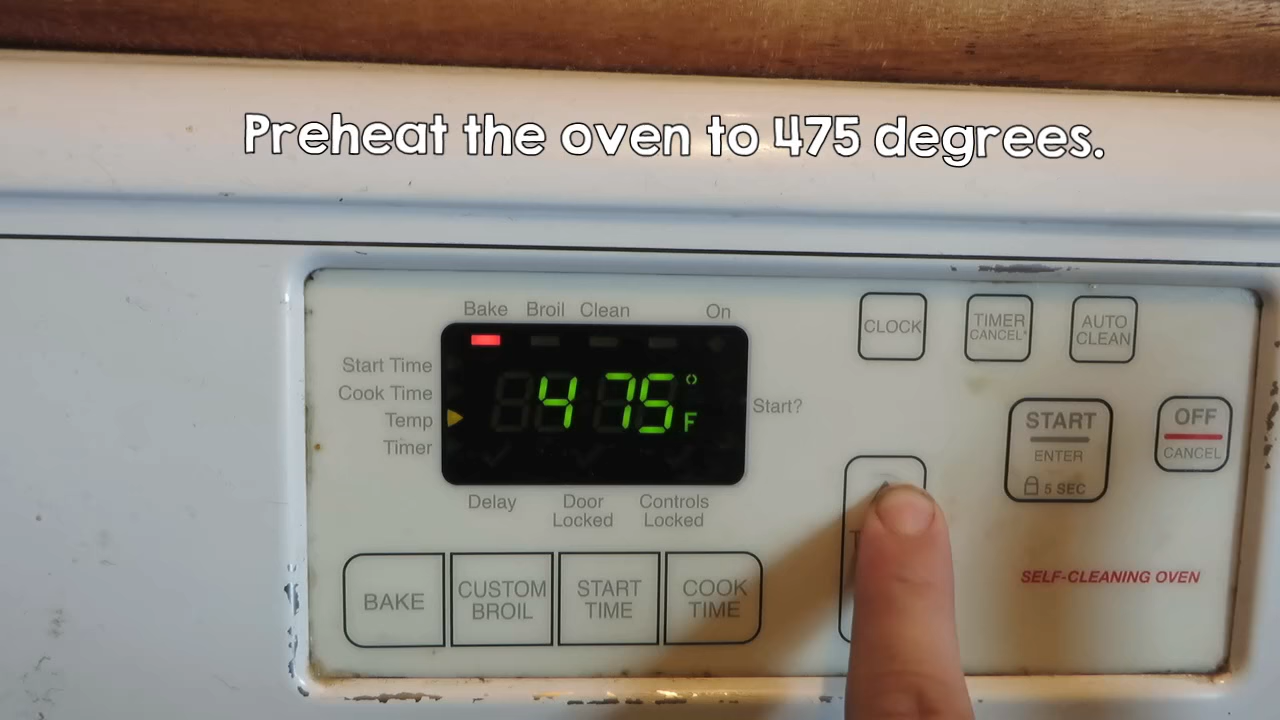 Preheat the oven to 475 degrees.
Bake Broil Clean On
Start Time
Cook Time
Temp
Timer
475°F
Start?
Delay
Door Locked
Controls Locked
BAKE
CUSTOM BROIL
START TIME
COOK TIME
CLOCK
TIMER CANCEL*
AUTO CLEAN
START
ENTER
5 SEC
OFF
CANCEL
SELF-CLEANING OVEN